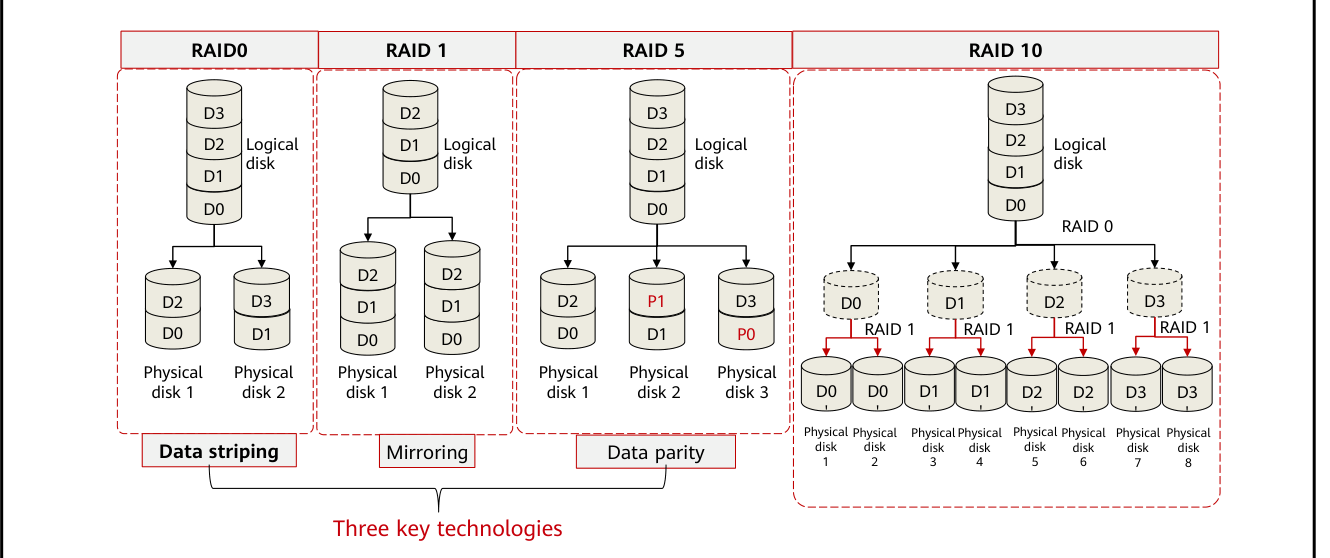 RAID0
RAID 1
RAID 5
RAID 10
D3
D2
D1
D0
Logical
disk
D2
D0
D3
D1
Physical
disk 1
Physical
disk 2
Data striping
D2
D1
D0
Logical
disk
D2
D1
D0
D2
D1
D0
Physical
disk 1
Physical
disk 2
Mirroring
D3
D2
D1
D0
Logical
disk
D2
D0
P1
D1
D3
P0
Physical
disk 1
Physical
disk 2
Physical
disk 3
Data parity
Three key technologies
D3
D2
D1
D0
Logical
disk
RAID 0
D0
D1
D2
D3
RAID 1
RAID 1
RAID 1
RAID 1
D0
D0
D1
D1
D2
D2
D3
D3
Physical
disk
1
Physical
disk
2
Physical
disk
3
Physical
disk
4
Physical
disk
5
Physical
disk
6
Physical
disk
7
Physical
disk
8